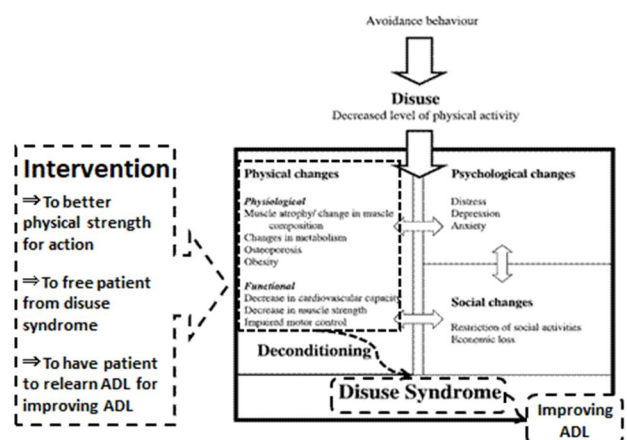 Avoidance behaviour
Disuse
Decreased level of physical activity
Intervention
⇒To better
physical strength
for action
⇒To free patient
from disuse
syndrome
⇒To have patient
to relearn ADL for
improving ADL
Physical changes
Physiological
Muscle atrophy/ change in muscle
composition
Changes in metabolism
Osteoporosis
Obesity
Functional
Decrease in cardiovascular capacity
Decrease in muscle strength
Impaired motor control
Deconditioning
Psychological changes
Distress
Depression
Anxiety
Social changes
Restriction of social activities
Economic loss
Disuse Syndrome
Improving
ADL